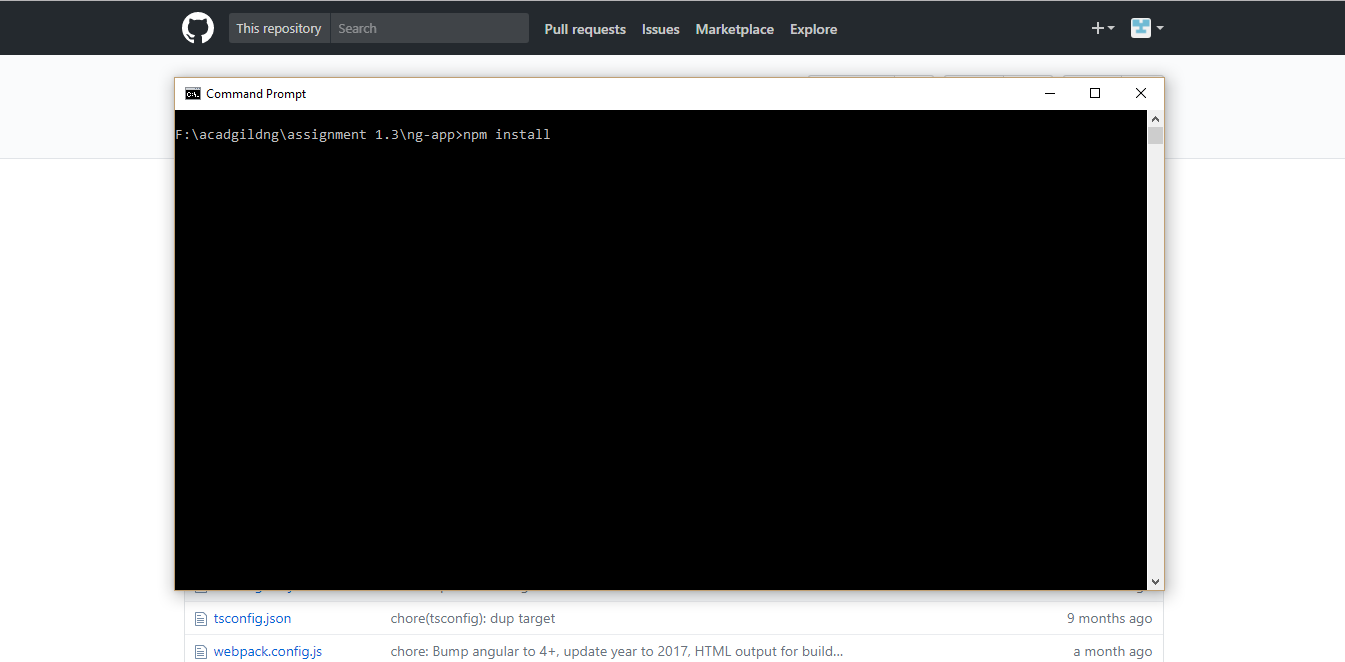 This repository Search Pull requests Issues Marketplace Explore
Command Prompt
F:\acadgildng\assignment 1.3\ng-app>npm install
tsconfig.json chore(tsconfig): dup target 9 months ago
webpack.config.js chore: Bump angular to 4+, update year to 2017, HTML output for build... a month ago